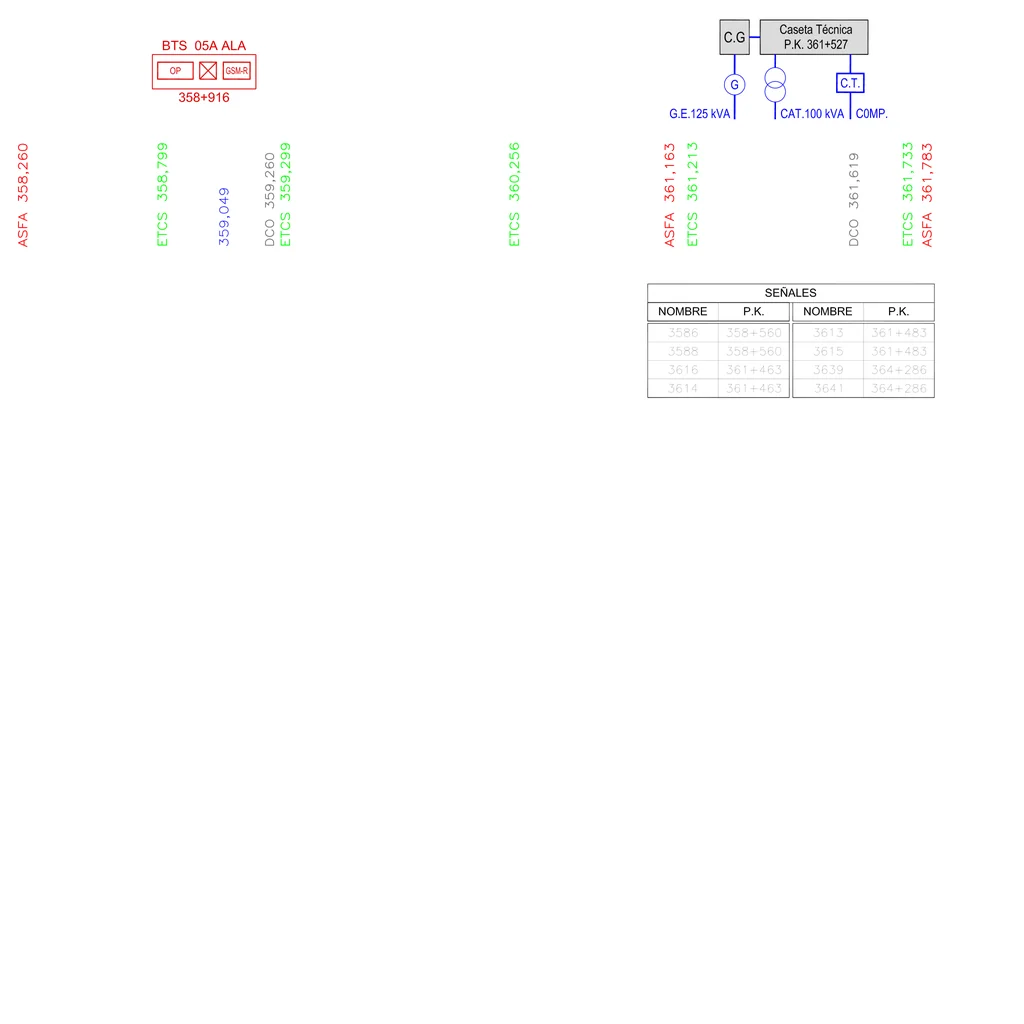 BTS 05A ALA
OP
GSM-R
358+916
C.G
Caseta Técnica
P.K. 361+527
G
C.T.
G.E.125 kVA
CAT.100 kVA
C0MP.
ASFA 358,260
ETCS 358,799
359,049
DCO 359,260
ETCS 359,299
ETCS 360,256
ASFA 361,163
ETCS 361,213
DCO 361,619
ETCS 361,733
ASFA 361,783
SEÑALES
NOMBRE P.K. NOMBRE P.K.
3586 358+560 3613 361+483
3588 358+560 3615 361+483
3616 361+463 3639 364+286
3614 361+463 3641 364+286